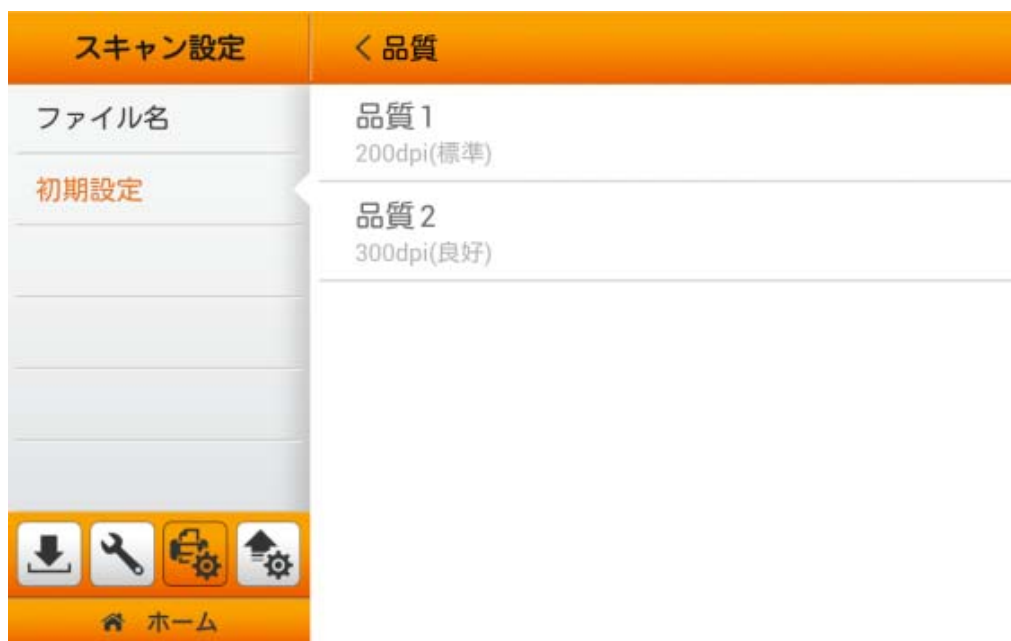 スキャン設定
< 品質
ファイル名
初期設定
品質1
200dpi(標準)
品質2
300dpi(良好)
ホーム